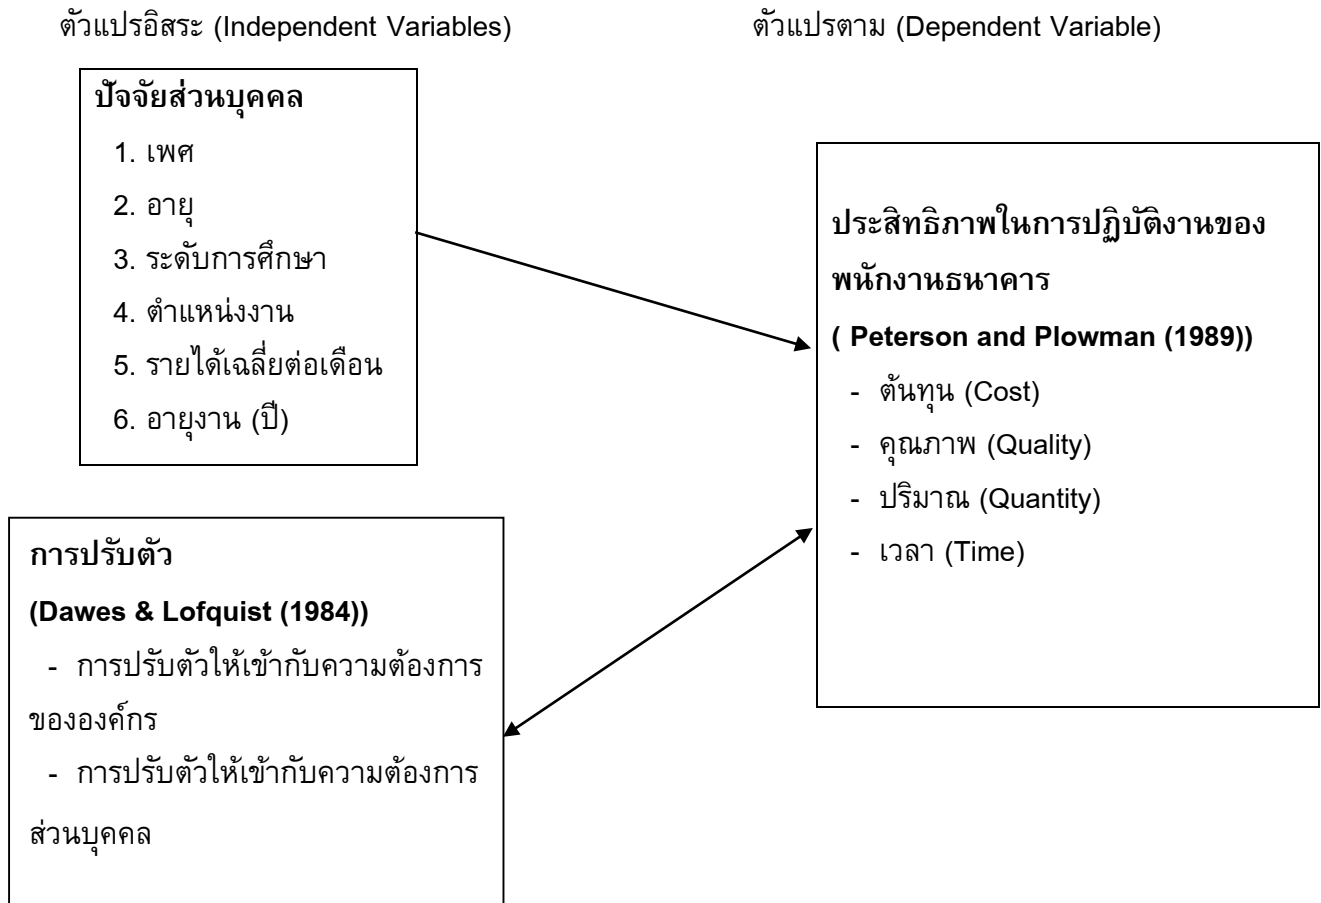 ตัวแปรอิสระ (Independent Variables)
ตัวแปรตาม (Dependent Variable)
ปัจจัยส่วนบุคคล
1. เพศ
2. อายุ
3. ระดับการศึกษา
4. ตำแหน่งงาน
5. รายได้เฉลี่ยต่อเดือน
6. อายุงาน (ปี)
การปรับตัว
(Dawes & Lofquist (1984))
- การปรับตัวให้เข้ากับความต้องการ
ขององค์กร
- การปรับตัวให้เข้ากับความต้องการ
ส่วนบุคคล
ประสิทธิภาพในการปฏิบัติงานของ
พนักงานธนาคาร
( Peterson and Plowman (1989))
- ต้นทุน (Cost)
- คุณภาพ (Quality)
- ปริมาณ (Quantity)
- เวลา (Time)